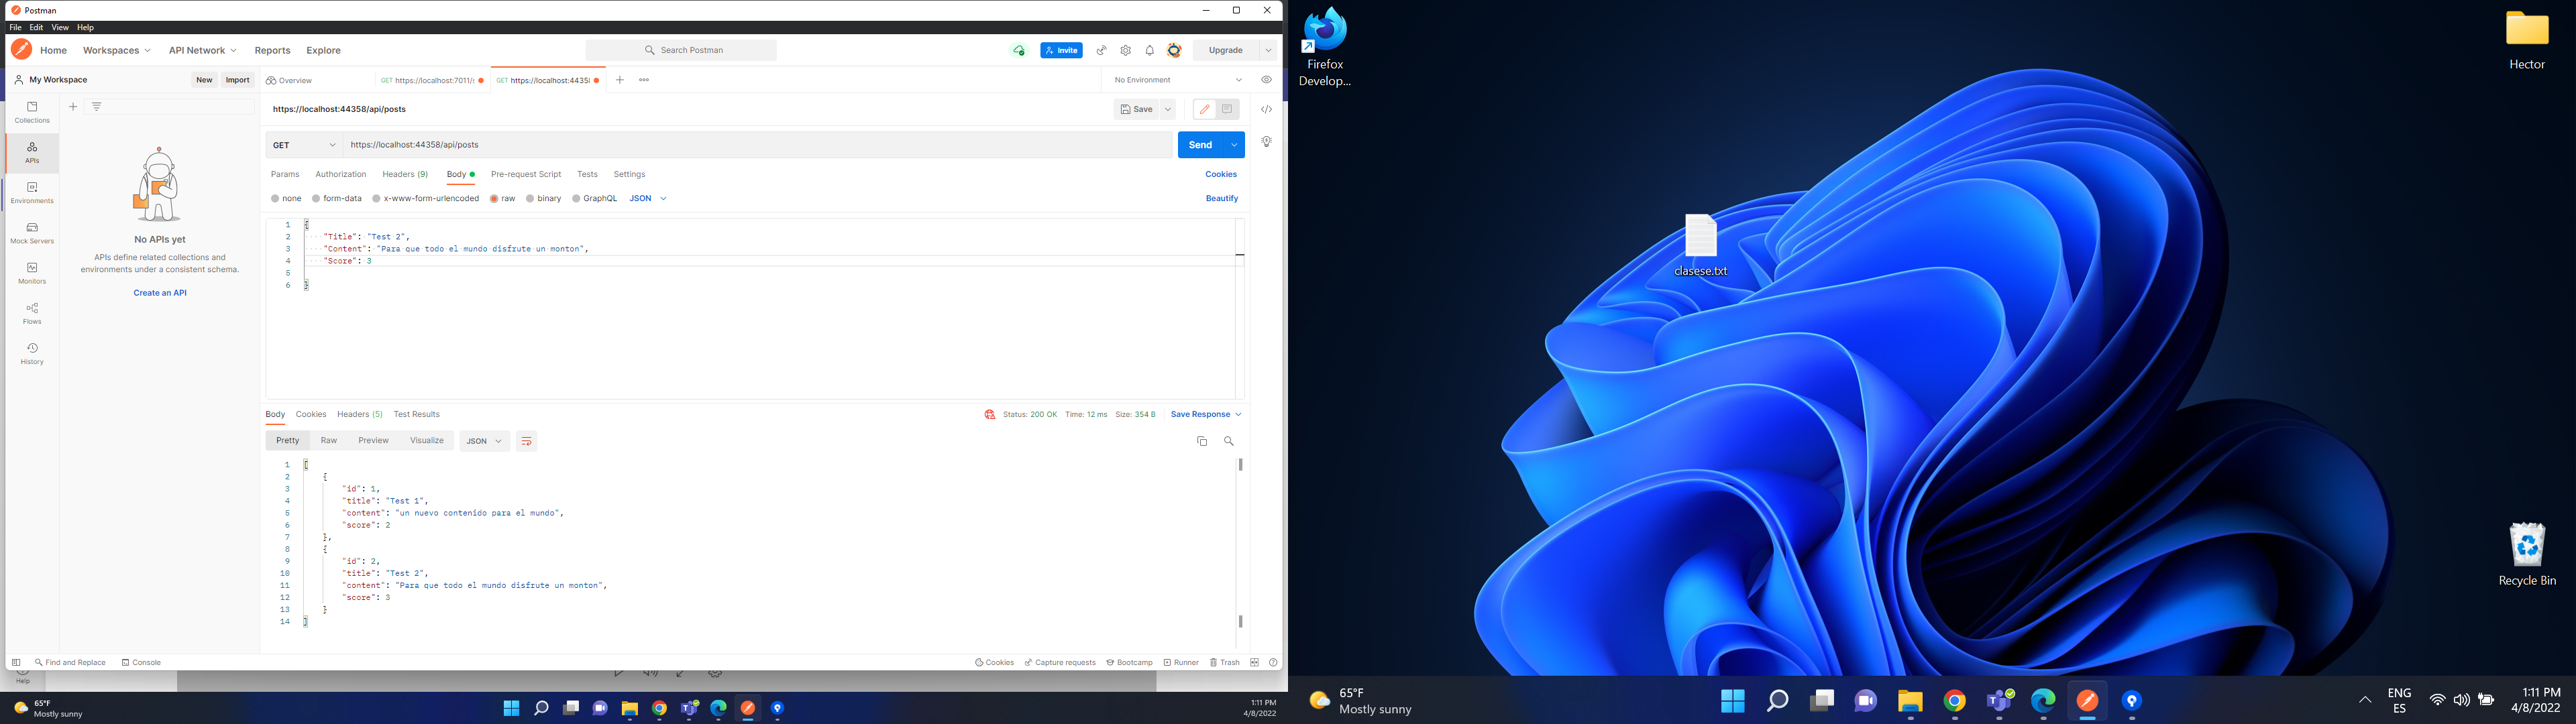 Postman
File Edit View Help
Home Workspaces API Network Reports Explore
Search Postman
Invite
Upgrade
My Workspace
New Import
Overview
GET https://localhost:7011/
GET https://localhost:4435
No Environment
Collections
APIs
Environments
Mock Servers
Monitors
Flows
History
No APIs yet
APIs define related collections and
environments under a consistent schema.
Create an API
https://localhost:44358/api/posts
Save
GET
https://localhost:44358/api/posts
Send
Params Authorization Headers (9) Body Pre-request Script Tests Settings
Cookies
none form-data x-www-form-urlencoded raw binary GraphQL JSON
Beautify
1 {
2 "Title": "Test 2",
3 "Content": "Para que todo el mundo disfrute un monton",
4 "Score": 3
5
6 }
Body Cookies Headers (5) Test Results
Status: 200 OK Time: 12 ms Size: 354 B
Save Response
Pretty Raw Preview Visualize JSON
1 [
2 {
3 "id": 1,
4 "title": "Test 1",
5 "content": "un nuevo contenido para el mundo",
6 "score": 2
7 },
8 {
9 "id": 2,
10 "title": "Test 2",
11 "content": "Para que todo el mundo disfrute un monton",
12 "score": 3
13 }
14 ]
Find and Replace Console
Cookies Capture requests Bootcamp Runner Trash
Help
65°F
Mostly sunny
1:11 PM
4/8/2022
Firefox
Develop...
Hector
clasese.txt
Recycle Bin
65°F
Mostly sunny
ENG
ES
1:11 PM
4/8/2022